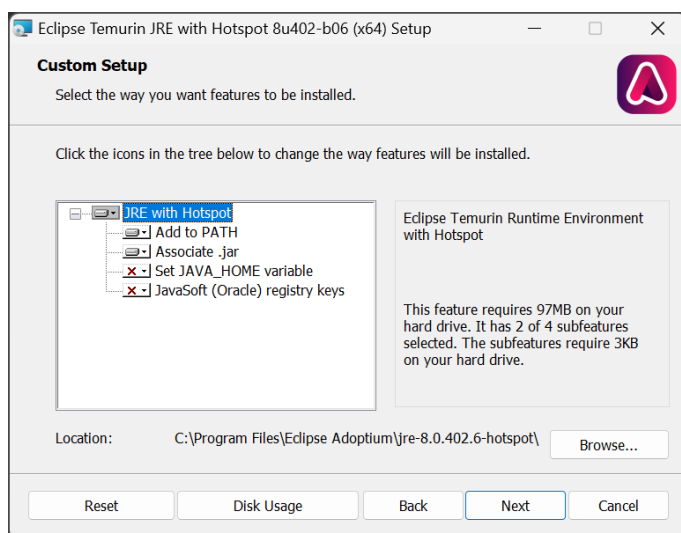 Eclipse Temurin JRE with Hotspot 8u402-b06 (x64) Setup
Custom Setup
Select the way you want features to be installed.
Click the icons in the tree below to change the way features will be installed.
JRE with Hotspot
Add to PATH
Associate .jar
Set JAVA_HOME variable
JavaSoft (Oracle) registry keys
Eclipse Temurin Runtime Environment
with Hotspot
This feature requires 97MB on your
hard drive. It has 2 of 4 subfeatures
selected. The subfeatures require 3KB
on your hard drive.
Location: C:\Program Files\Eclipse Adoptium\jre-8.0.402.6-hotspot\ Browse...
Reset Disk Usage Back Next Cancel